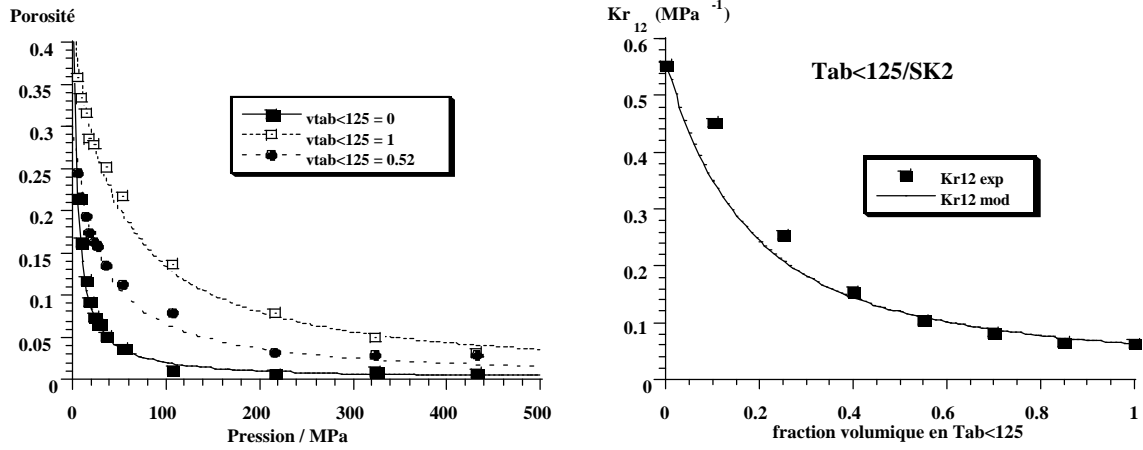 Porosité
0.4
0.35
0.3
0.25
0.2
0.15
0.1
0.05
0
vtab<125 = 0
vtab<125 = 1
vtab<125 = 0.52
0 100 200 300 400 500
Pression / MPa
Kr12 (MPa-1)
0.6
0.5
0.4
0.3
0.2
0.1
0
Tab<125/SK2
Kr12 exp
Kr12 mod
0 0.2 0.4 0.6 0.8 1
fraction volumique en Tab<125